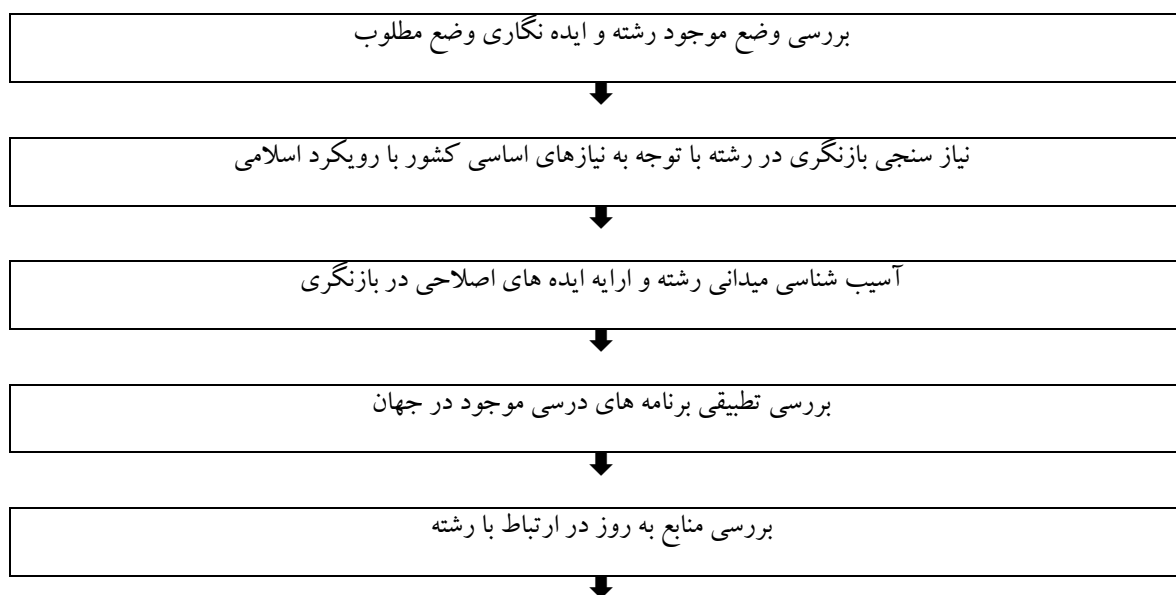 بررسی وضع موجود رشته و ایده نگاری وضع مطلوب
نیاز سنجی بازنگری در رشته با توجه به نیازهای اساسی کشور با رویکرد اسلامی
آسیب شناسی میدانی رشته و ارایه ایده های اصلاحی در بازنگری
بررسی تطبیقی برنامه های درسی موجود در جهان
بررسی منابع به روز در ارتباط با رشته